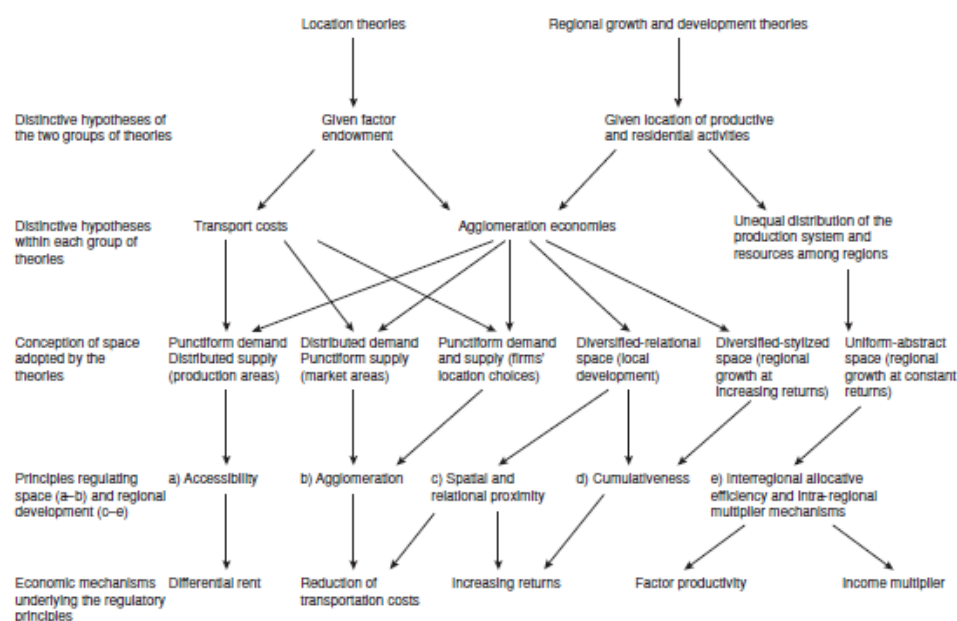 Location theories
Regional growth and development theories
Distinctive hypotheses of
the two groups of theories
Given factor
endowment
Given location of productive
and residential activities
Distinctive hypotheses
within each group of
theories
Transport costs
Agglomeration economies
Unequal distribution of the
production system and
resources among regions
Conception of space
adopted by the
theories
Punctiform demand
Distributed supply
(production areas)
Distributed demand
Punctiform supply
(market areas)
Punctiform demand
and supply (firms'
location choices)
Diversified-relational
space (local
development)
Diversified-stylized
space (regional
growth at
increasing returns)
Uniform-abstract
space (regional
growth at constant
returns)
Principles regulating
space (a–b) and regional
development (c–e)
a) Accessibility
b) Agglomeration
c) Spatial and
relational proximity
d) Cumulativeness
e) Interregional allocative
efficiency and intra-regional
multiplier mechanisms
Economic mechanisms
underlying the regulatory
principles
Differential rent
Reduction of
transportation costs
Increasing returns
Factor productivity
Income multiplier